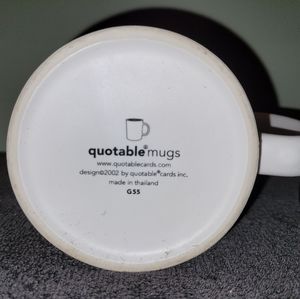 quotable®mugs
www.quotablecards.com
design©2002 by quotable®cards inc.
made in thailand
G55